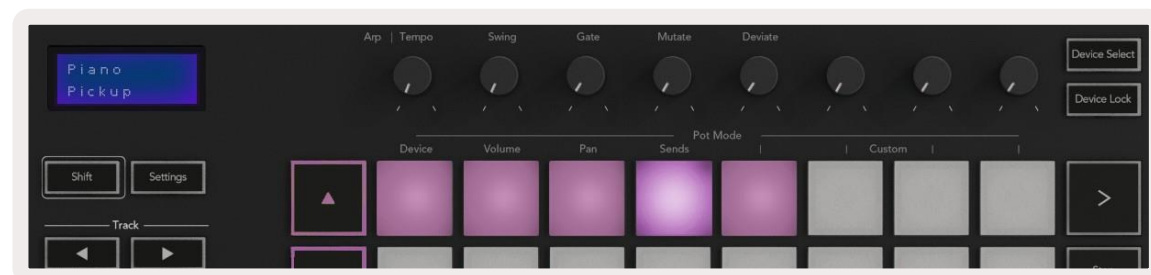 Piano
Pickup
Arp | Tempo Swing Gate Mutate Deviate
Device Select
Device Lock
Pot Mode
Device Volume Pan Sends Custom
Shift Settings
Track